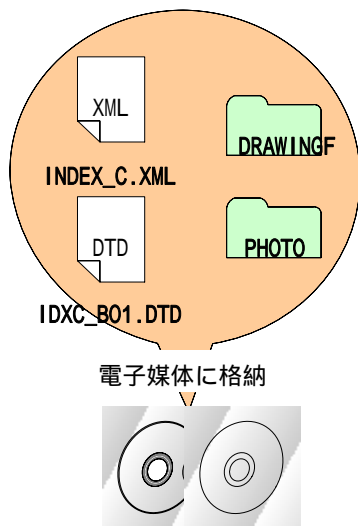 XML
INDEX_C.XML
DRAWINGF
DTD
IDXC_B01.DTD
PHOTO
電子媒体に格納